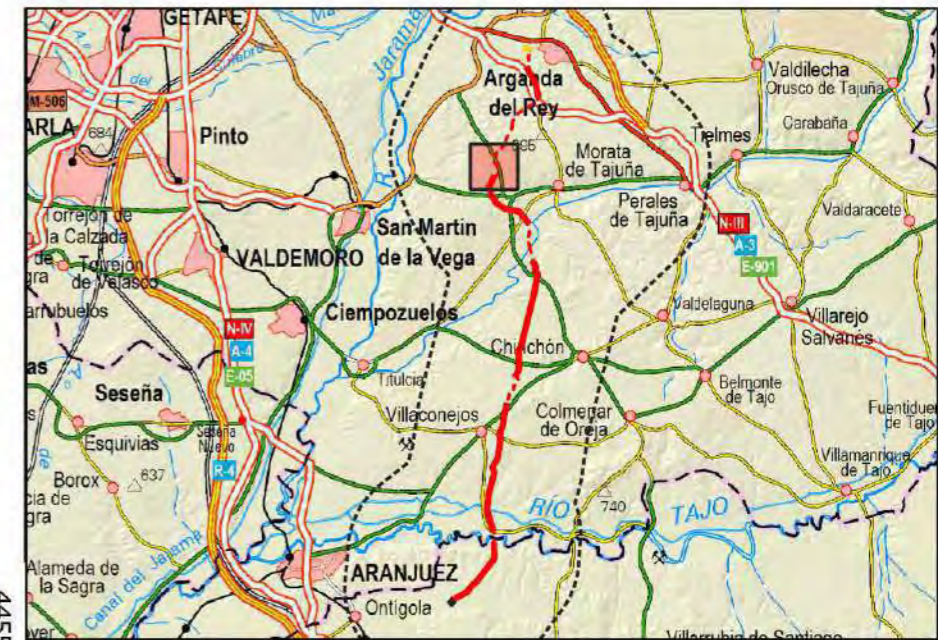 GETAFE
Jarama
M-506
ARLA
684
Pinto
Arganda
del Rey
Valdilecha
Orusco de Tajuña
Carabaña
Tielmes
Morata
de Tajuña
Perales
de Tajuña
Valdaracete
Torrejón de
la Calzada
Torrejón
de Velasco
San Martín
de la Vega
VALDEMORO
N-III
A-3
E-901
Ciempozuelos
Valdelaguna
Villarejo
Salvanés
N-IV
A-4
E-05
Chinchón
Titulcia
Belmonte
de Tajo
Seseña
Villaconejos
Colmenar
de Oreja
Esquivias
Seseña
Nuevo
R-4
Villamanrique
de Tajo
Borox
637
740
RÍO
TAJO
Canal del Jarama
Alameda de
la Sagra
ARANJUEZ
Ontígola
Villarrubia de Santiago